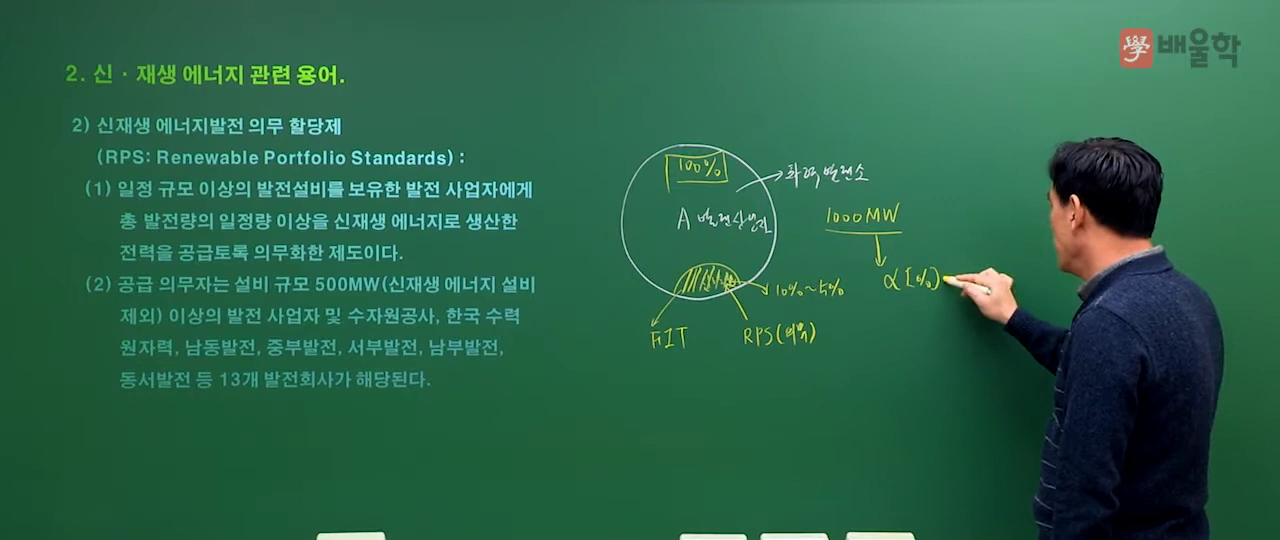 學 배울학
2. 신 · 재생 에너지 관련 용어.
2) 신재생 에너지발전 의무 할당제
(RPS: Renewable Portfolio Standards) :
(1) 일정 규모 이상의 발전설비를 보유한 발전 사업자에게
총 발전량의 일정량 이상을 신재생 에너지로 생산한
전력을 공급토록 의무화한 제도이다.
(2) 공급 의무자는 설비 규모 500MW(신재생 에너지 설비
제외) 이상의 발전 사업자 및 수자원공사, 한국 수력
원자력, 남동발전, 중부발전, 서부발전, 남부발전,
동서발전 등 13개 발전회사가 해당된다.
100%
화력발전소
A 발전사업자
1000MW
α[%)
10%~
FIT
RPS(의무)